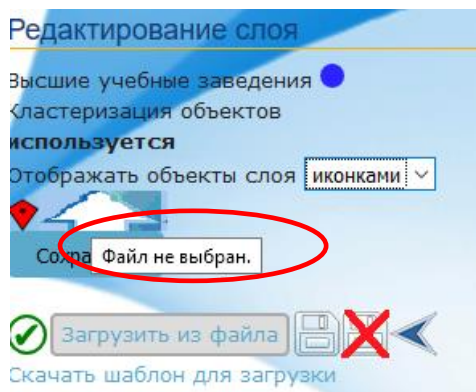 Редактирование слоя
Высшие учебные заведения
Кластеризация объектов
используется
Отображать объекты слоя иконками
Файл не выбран.
Загрузить из файла
Скачать шаблон для загрузки